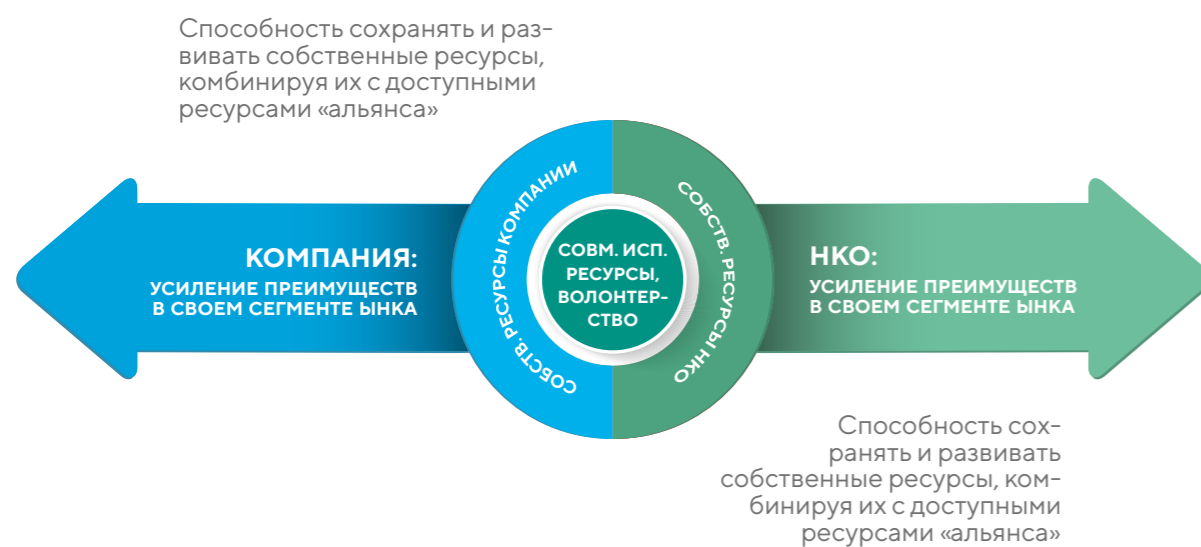 Способность сохранять и раз-
вивать собственные ресурсы,
комбинируя их с доступными
ресурсами «альянса»
КОМПАНИЯ:
УСИЛЕНИЕ ПРЕИМУЩЕСТВ
В СВОЕМ СЕГМЕНТЕ ЫНКА
СОБСТВ. РЕСУРСЫ КОМПАНИИ
СОВМ. ИСП.
РЕСУРСЫ,
ВОЛОНТЕР-
СТВО
СОБСТВ. РЕСУРСЫ НКО
НКО:
УСИЛЕНИЕ ПРЕИМУЩЕСТВ
В СВОЕМ СЕГМЕНТЕ ЫНКА
Способность сох-
ранять и развивать
собственные ресурсы, ком-
бинируя их с доступными
ресурсами «альянса»